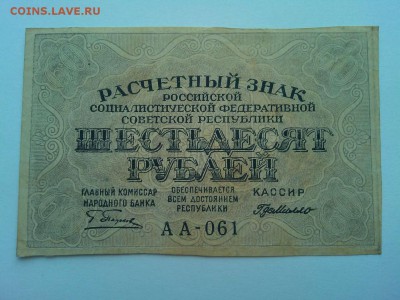 COINS.LAVE.RU
РАСЧЕТНЫЙ ЗНАК
РОССИЙСКОЙ
СОЦИАЛИСТИЧЕСКОЙ ФЕДЕРАТИВНОЙ
СОВЕТСКОЙ РЕСПУБЛИКИ
ШЕСТЬДЕСЯТ
РУБЛЕЙ
ГЛАВНЫЙ КОМИССАР
НАРОДНОГО БАНКА
ОБЕСПЕЧИВАЕТСЯ
ВСЕМ ДОСТОЯНИЕМ
РЕСПУБЛИКИ
КАССИР
АА-061